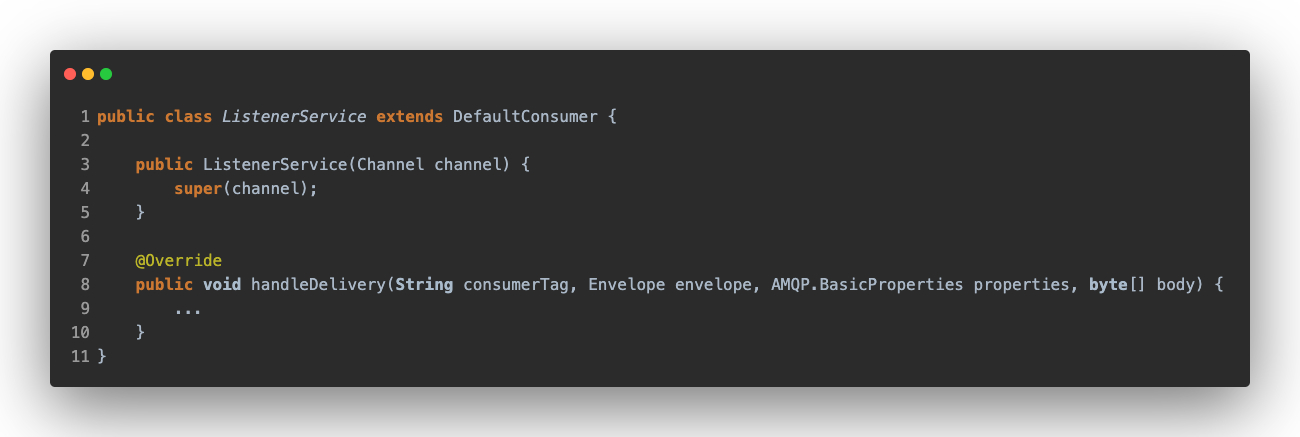 1 public class ListenerService extends DefaultConsumer {
2
3     public ListenerService(Channel channel) {
4         super(channel);
5     }
6
7     @Override
8     public void handleDelivery(String consumerTag, Envelope envelope, AMQP.BasicProperties properties, byte[] body) {
9         ...
10     }
11 }